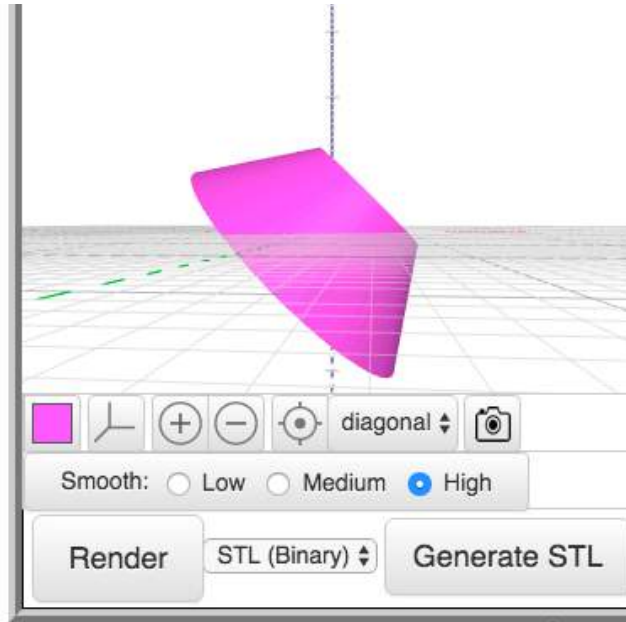 diagonal
Smooth: Low Medium High
Render STL (Binary) Generate STL